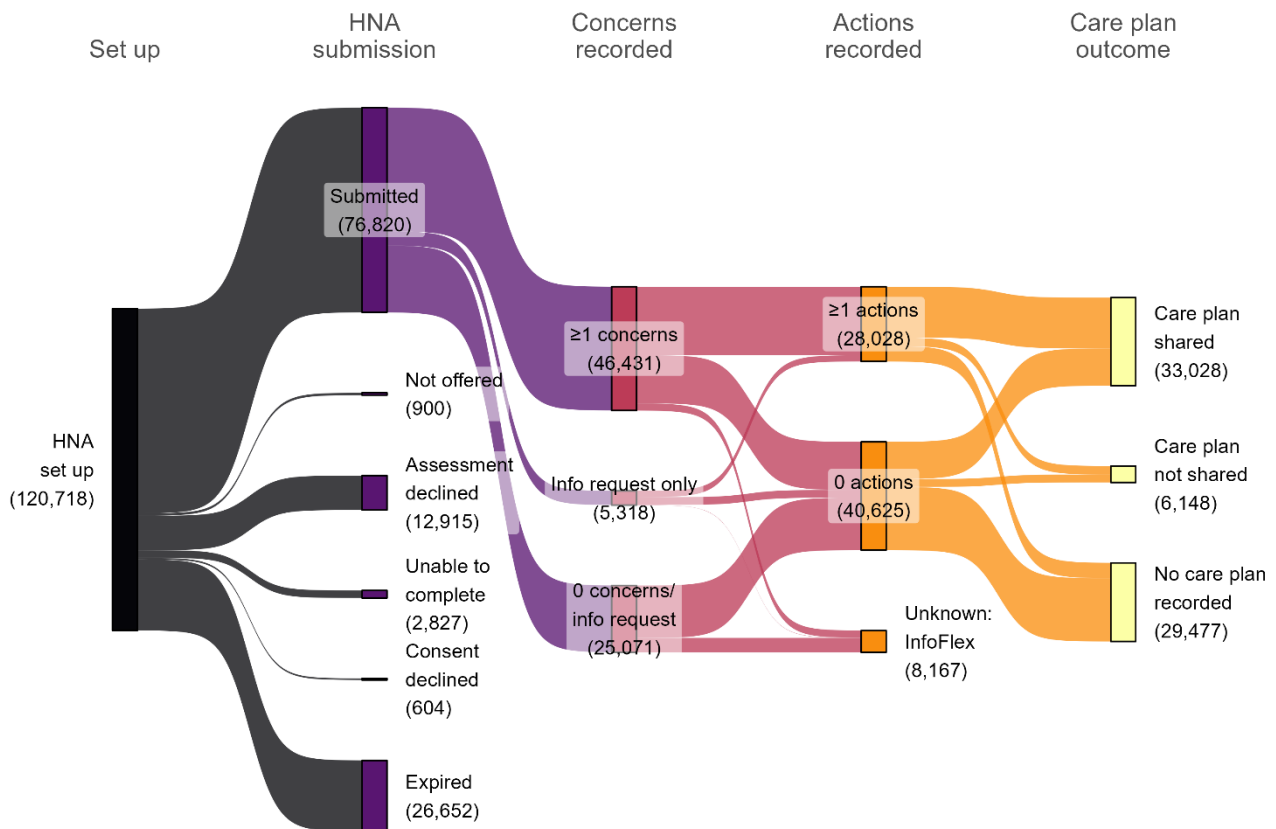 Set up
HNA
submission
Concerns
recorded
Actions
recorded
Care plan
outcome
HNA
set up
(120,718)
Submitted
(76,820)
Not offered
(900)
Assessment
declined
(12,915)
Unable to
complete
(2,827)
Consent
declined
(604)
Expired
(26,652)
≥1 concerns
(46,431)
Info request only
(5,318)
0 concerns/
info request
(25,071)
≥1 actions
(28,028)
0 actions
(40,625)
Unknown:
InfoFlex
(8,167)
Care plan
shared
(33,028)
Care plan
not shared
(6,148)
No care plan
recorded
(29,477)